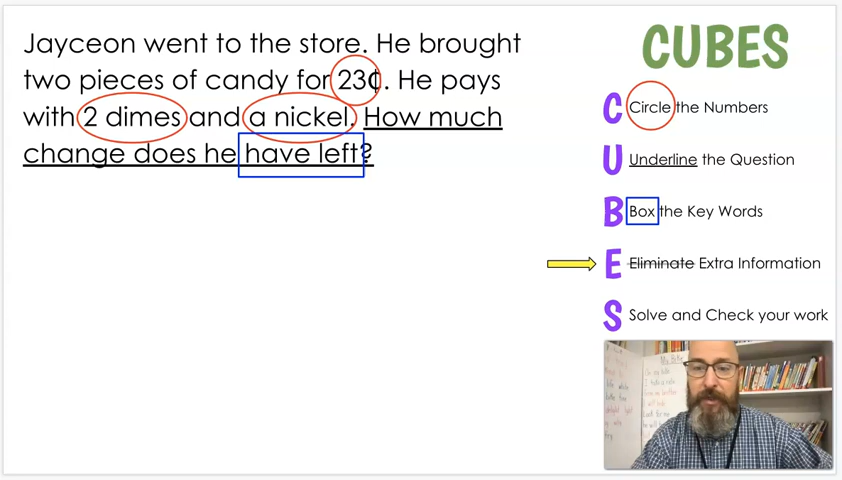 Jayceon went to the store. He brought
two pieces of candy for 23¢. He pays
with 2 dimes and a nickel. How much
change does he have left?
CUBES
C Circle the Numbers
U Underline the Question
B Box the Key Words
E Eliminate Extra Information
S Solve and Check your work